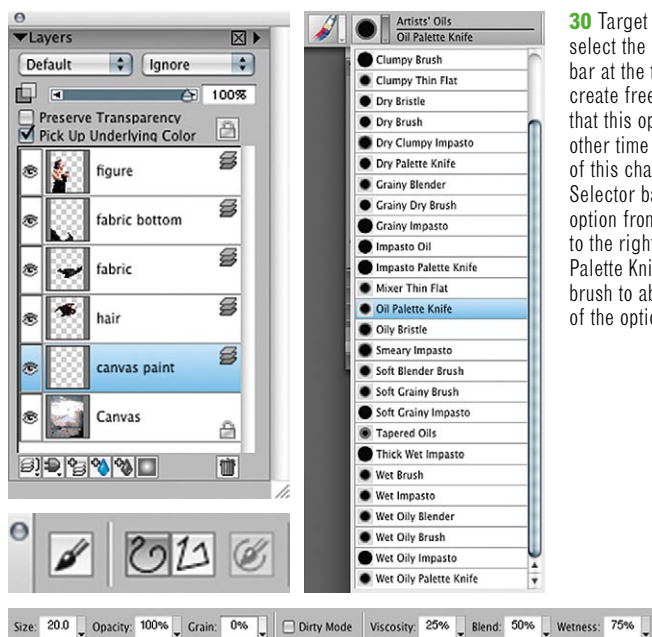 Layers
Default Ignore
100%
Preserve Transparency
Pick Up Underlying Color
figure
fabric bottom
fabric
hair
canvas paint
Canvas
Artists' Oils
Oil Palette Knife
Clumpy Brush
Clumpy Thin Flat
Dry Bristle
Dry Brush
Dry Clumpy Impasto
Dry Palette Knife
Grainy Blender
Grainy Dry Brush
Grainy Impasto
Impasto Oil
Impasto Palette Knife
Mixer Thin Flat
Oil Palette Knife
Oily Bristle
Smeary Impasto
Soft Blender Brush
Soft Grainy Brush
Soft Grainy Impasto
Tapered Oils
Thick Wet Impasto
Wet Brush
Wet Impasto
Wet Oily Blender
Wet Oily Brush
Wet Oily Impasto
Wet Oily Palette Knife
30 Target
select the
bar at the
create free
that this op
other time
of this cha
Selector ba
option from
to the right
Palette Kni
brush to ab
of the optio
Size: 20.0 Opacity: 100% Grain: 0% Dirty Mode Viscosity: 25% Blend: 50% Wetness: 75%